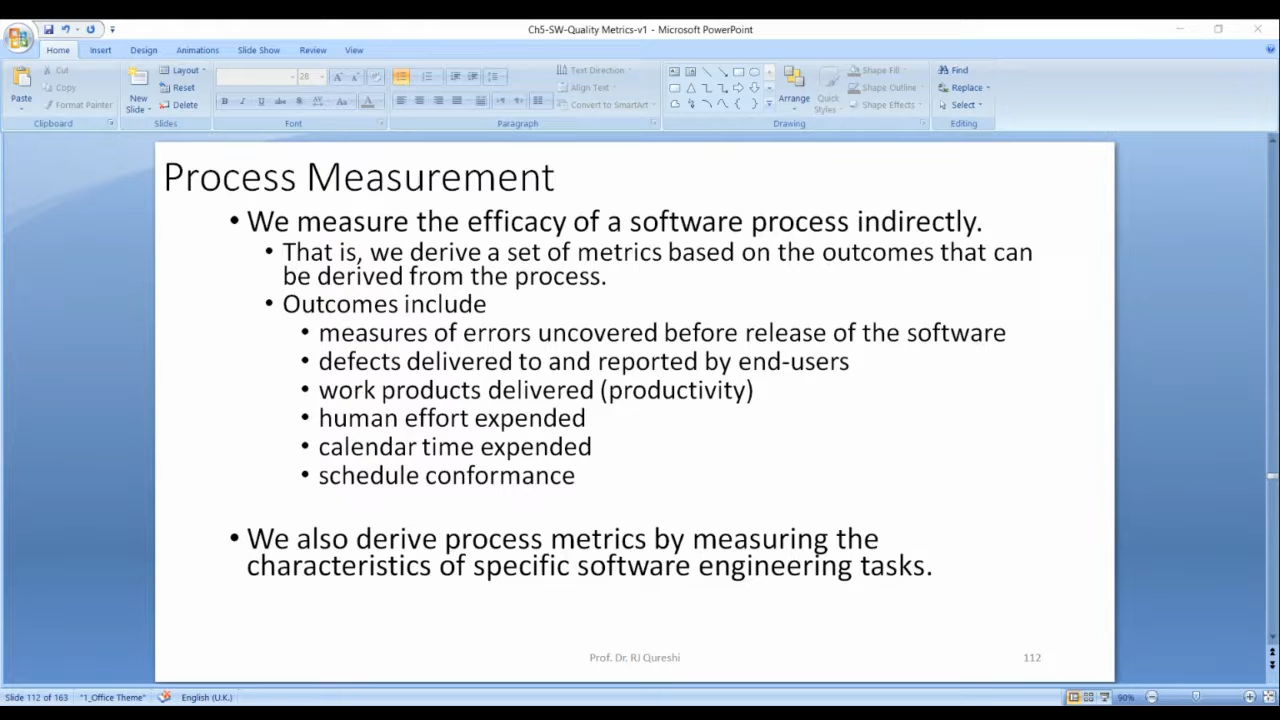 Ch5-SW-Quality Metrics-v1 - Microsoft PowerPoint
Home Insert Design Animations Slide Show Review View
Paste
Cut
Copy
Format Painter
Clipboard
New Slide
Layout
Reset
Delete
Slides
28
Font
Text Direction
Align Text
Convert to SmartArt
Paragraph
Arrange
Quick Styles
Shape Fill
Shape Outline
Shape Effects
Drawing
Find
Replace
Select
Editing
Process Measurement
• We measure the efficacy of a software process indirectly.
• That is, we derive a set of metrics based on the outcomes that can
be derived from the process.
• Outcomes include
• measures of errors uncovered before release of the software
• defects delivered to and reported by end-users
• work products delivered (productivity)
• human effort expended
• calendar time expended
• schedule conformance
• We also derive process metrics by measuring the
characteristics of specific software engineering tasks.
Prof. Dr. RJ Qureshi 112
Slide 112 of 163 "1_Office Theme" English (U.K.) 90%